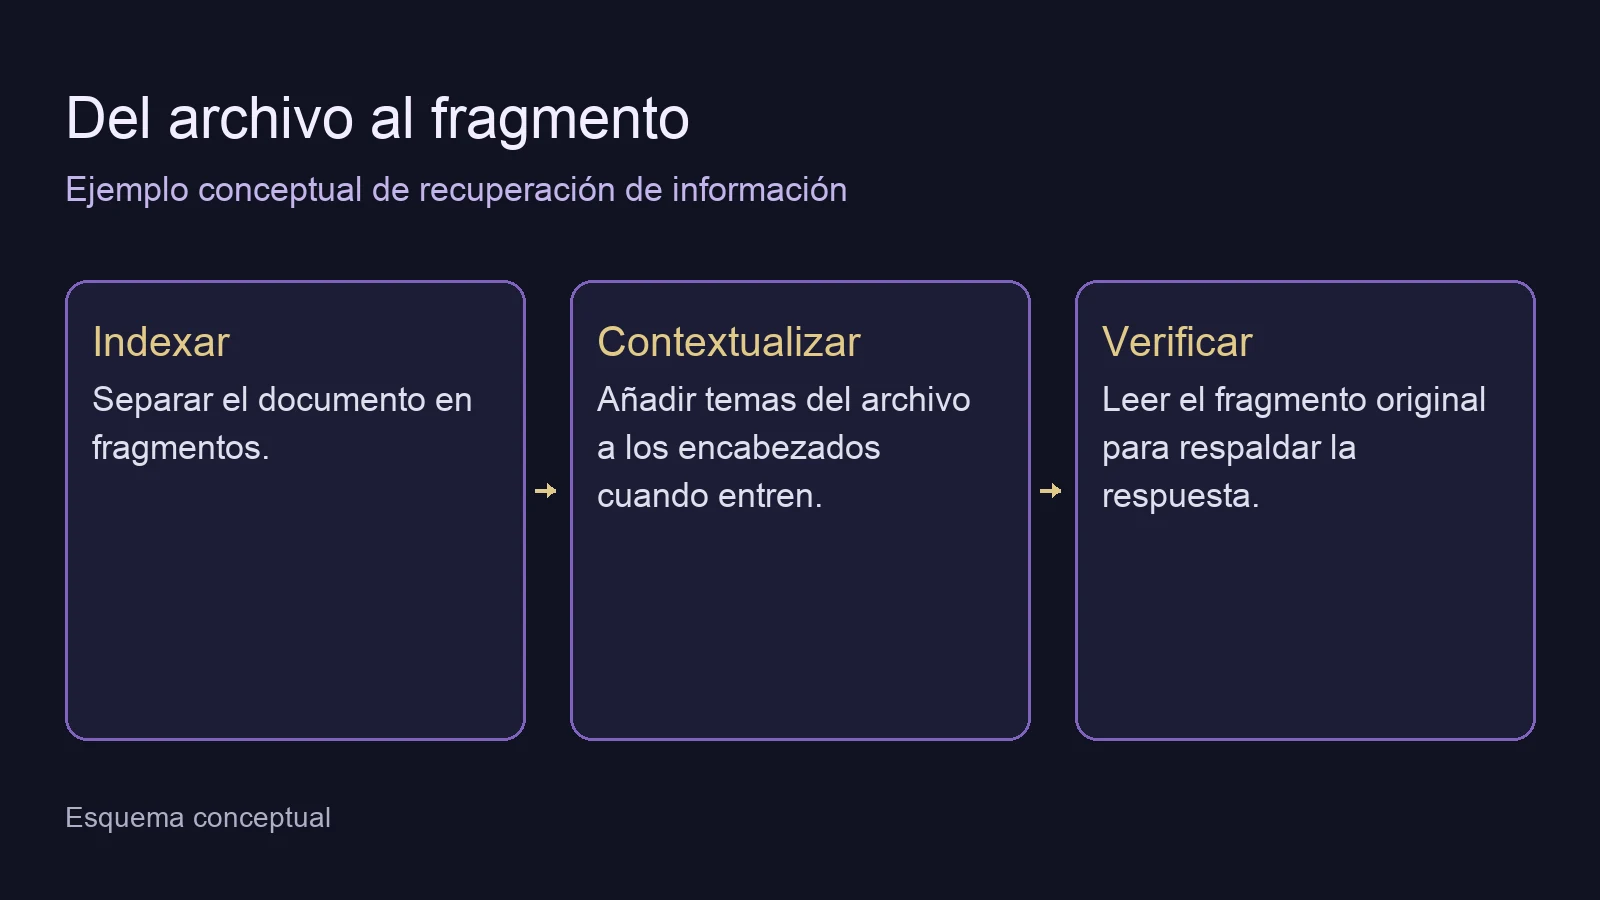 Del archivo al fragmento
Ejemplo conceptual de recuperación de información
Indexar
Separar el documento en
fragmentos.
Contextualizar
Añadir temas del archivo
a los encabezados
cuando entren.
Verificar
Leer el fragmento original
para respaldar la
respuesta.
Esquema conceptual